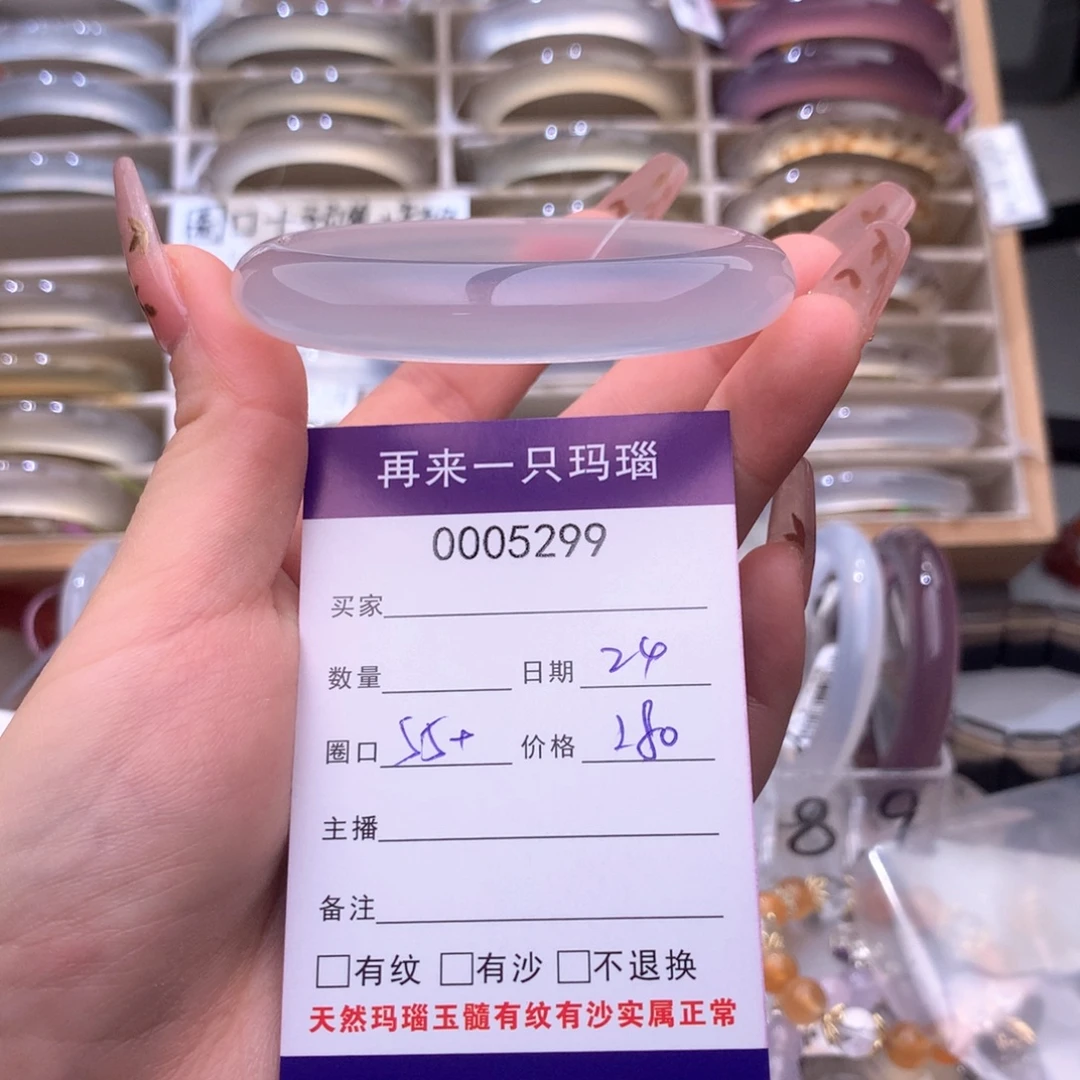 圈口
再来一只玛瑙
0005299
买家
数量 日期 24
圈口 55+ 价格 280
主播
备注
□有纹 □有沙 □不退换
天然玛瑙玉髓有纹有沙实属正常
8 9